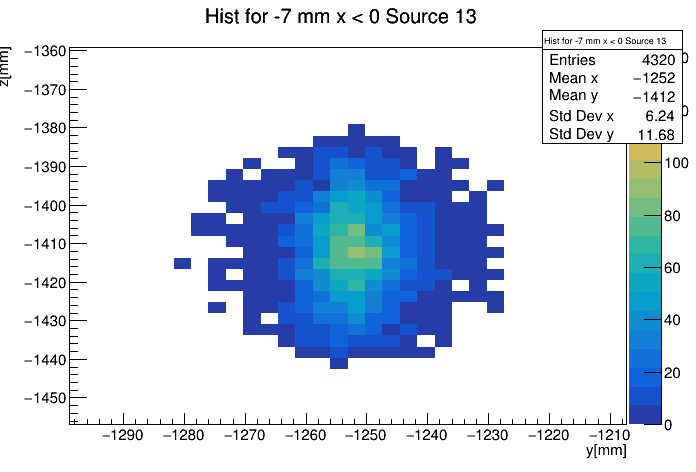 Hist for -7 mm x < 0 Source 13
Hist for -7 mm x < 0 Source 13
Entries 4320
Mean x −1252
Mean y −1412
Std Dev x 6.24
Std Dev y 11.68
z[mm]
−1360
−1370
−1380
−1390
−1400
−1410
−1420
−1430
−1440
−1450
−1290 −1280 −1270 −1260 −1250 −1240 −1230 −1220 −1210
y[mm]
100
80
60
40
20
0